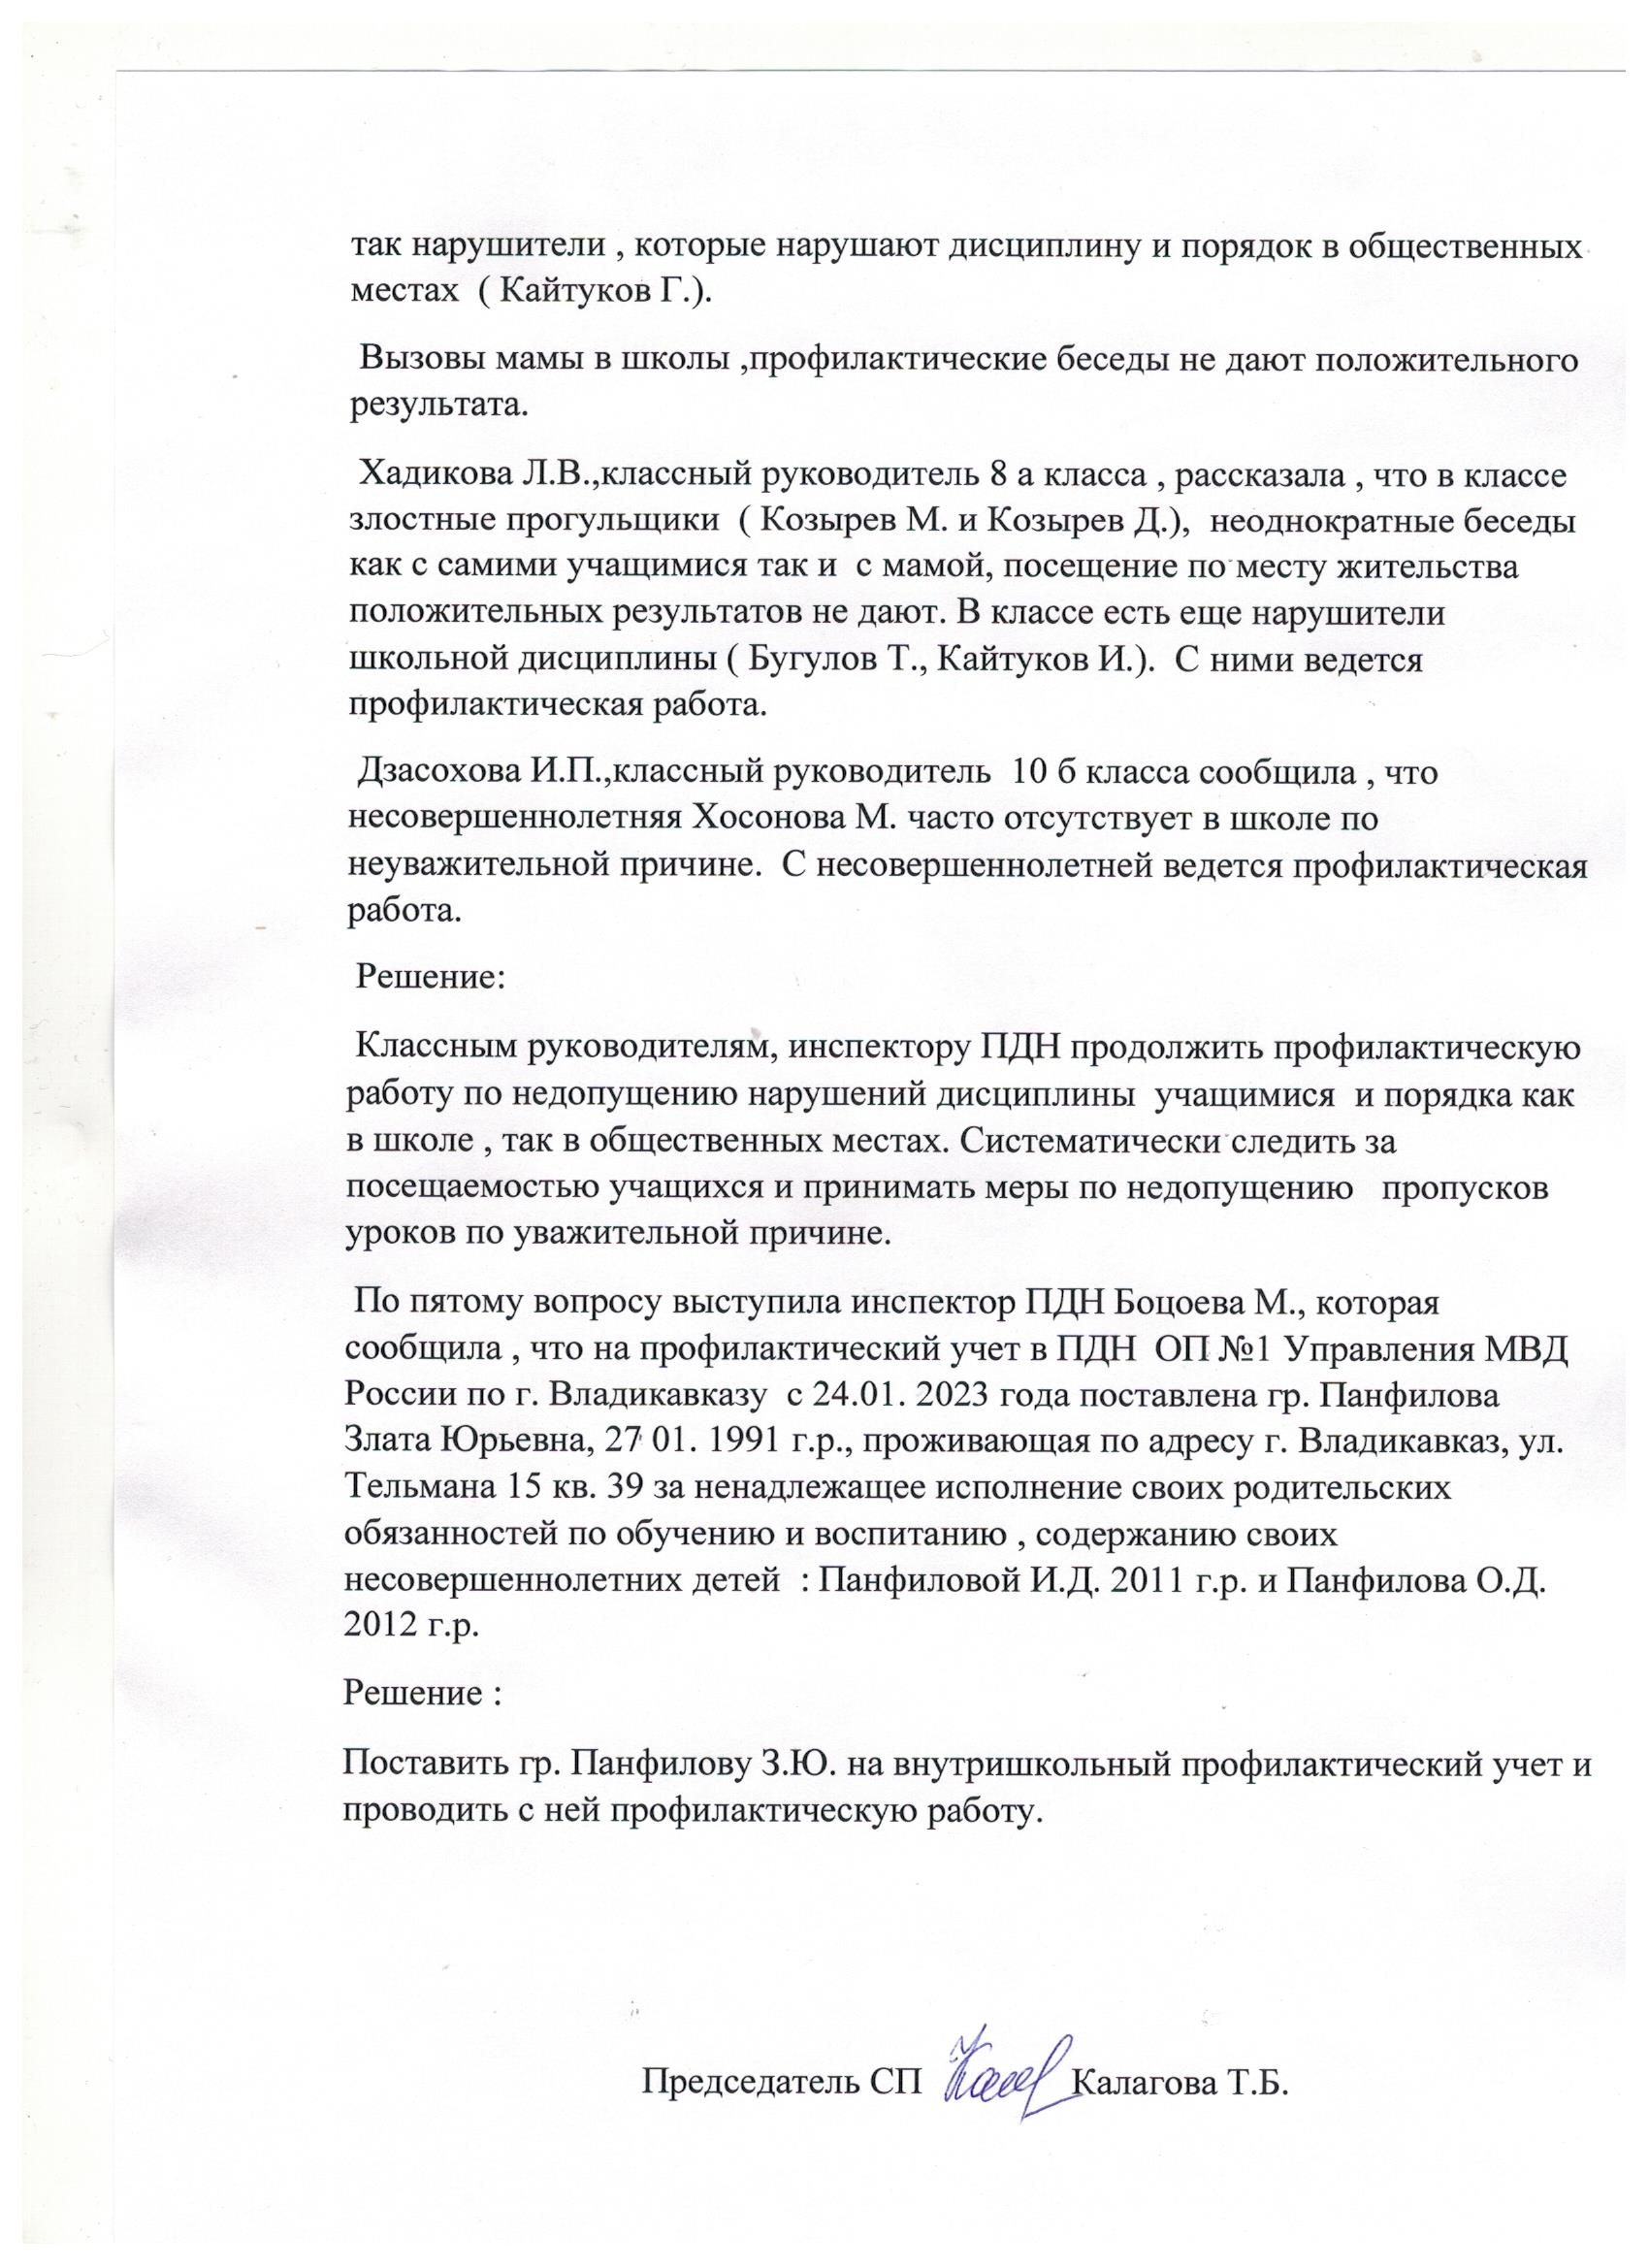 так нарушители , которые нарушают дисциплину и порядок в общественных
местах ( Кайтуков Г.).
Вызовы мамы в школы ,профилактические беседы не дают положительного
результата.
Хадикова Л.В.,классный руководитель 8 а класса , рассказала , что в классе
злостные прогульщики ( Козырев М. и Козырев Д.), неоднократные беседы
как с самими учащимися так и с мамой, посещение по месту жительства
положительных результатов не дают. В классе есть еще нарушители
школьной дисциплины ( Бугулов Т., Кайтуков И.). С ними ведется
профилактическая работа.
Дзасохова И.П.,классный руководитель 10 б класса сообщила , что
несовершеннолетняя Хосонова М. часто отсутствует в школе по
неуважительной причине. С несовершеннолетней ведется профилактическая
работа.
Решение:
Классным руководителям, инспектору ПДН продолжить профилактическую
работу по недопущению нарушений дисциплины учащимися и порядка как
в школе , так в общественных местах. Систематически следить за
посещаемостью учащихся и принимать меры по недопущению пропусков
уроков по уважительной причине.
По пятому вопросу выступила инспектор ПДН Боцоева М., которая
сообщила , что на профилактический учет в ПДН ОП №1 Управления МВД
России по г. Владикавказу с 24.01. 2023 года поставлена гр. Панфилова
Злата Юрьевна, 27 01. 1991 г.р., проживающая по адресу г. Владикавказ, ул.
Тельмана 15 кв. 39 за ненадлежащее исполнение своих родительских
обязанностей по обучению и воспитанию , содержанию своих
несовершеннолетних детей : Панфиловой И.Д. 2011 г.р. и Панфилова О.Д.
2012 г.р.
Решение :
Поставить гр. Панфилову З.Ю. на внутришкольный профилактический учет и
проводить с ней профилактическую работу.
Председатель СП Калагова Т.Б.